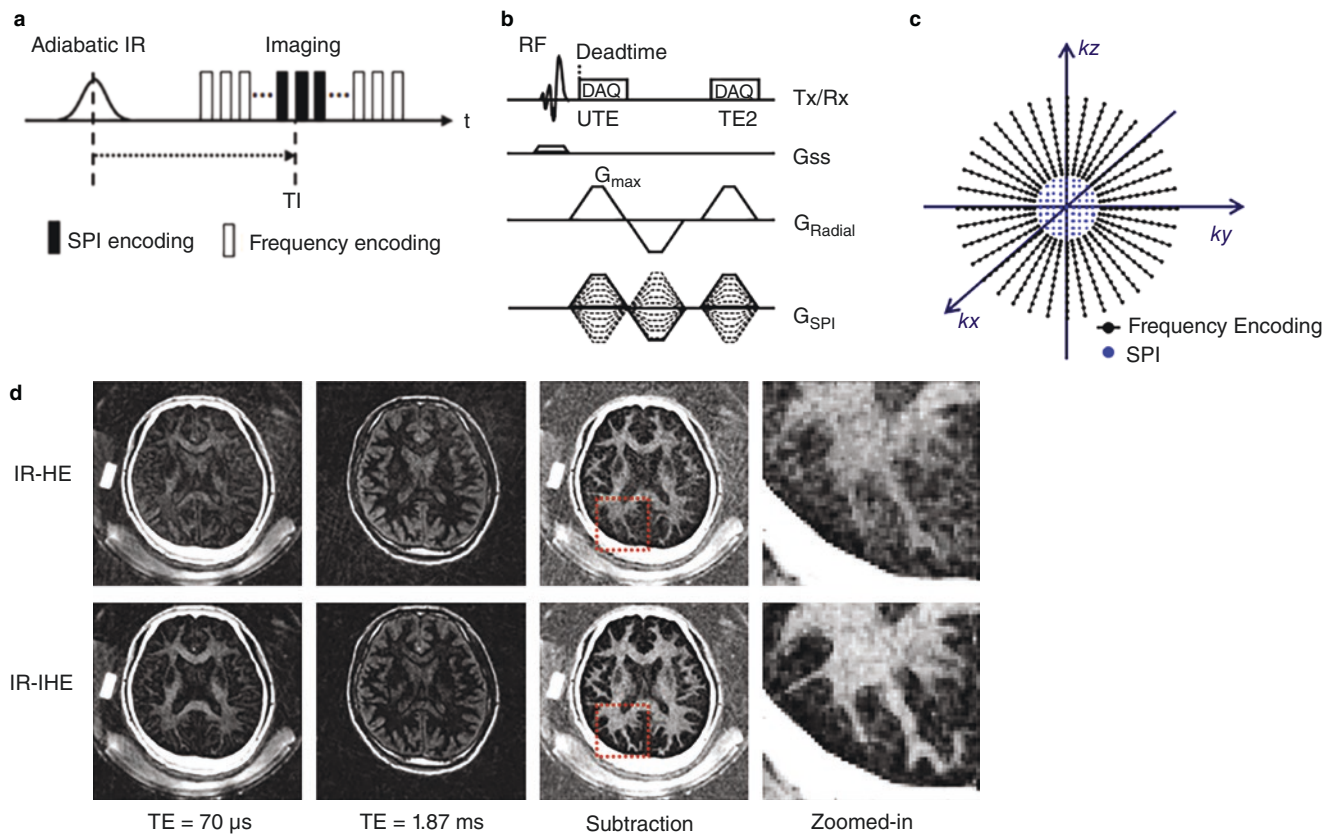 a
Adiabatic IR
Imaging
t
TI
SPI encoding
Frequency encoding
b
RF
Deadtime
DAQ
DAQ
Tx/Rx
UTE
TE2
Gss
Gmax
GRadial
GSPI
c
kz
ky
kx
Frequency Encoding
SPI
d
IR-HE
IR-IHE
TE = 70 µs
TE = 1.87 ms
Subtraction
Zoomed-in